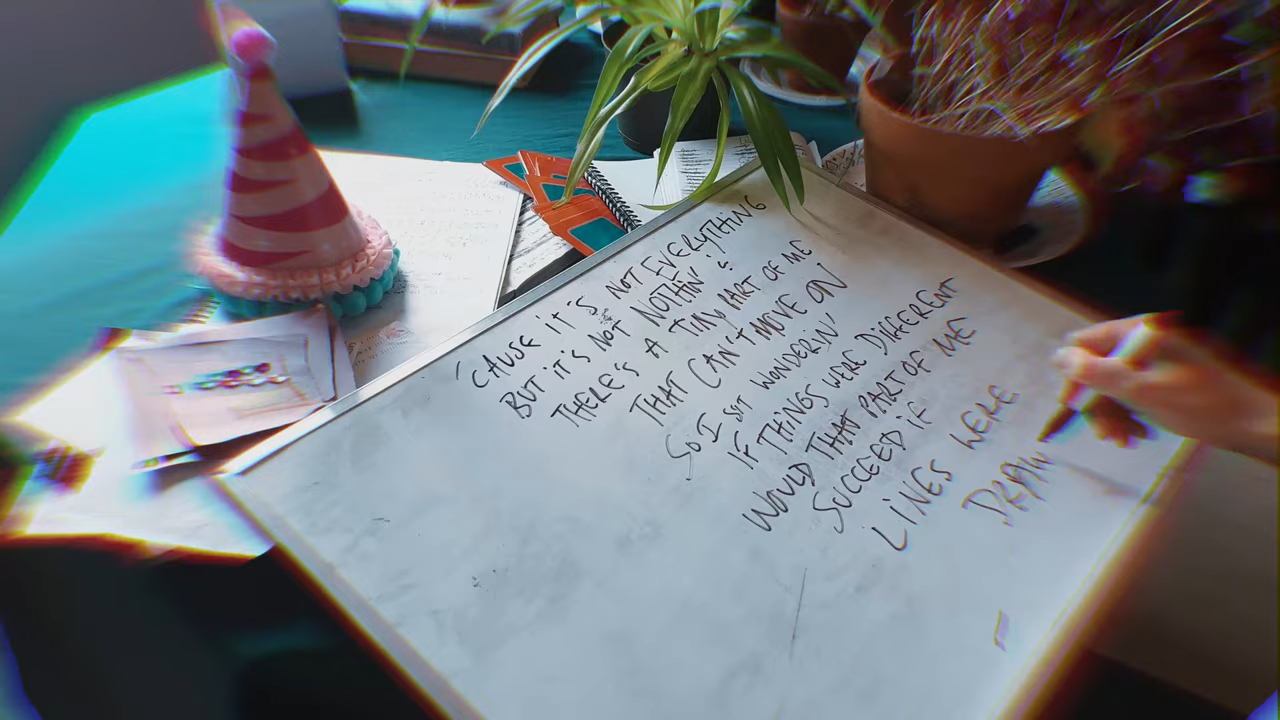 'CAUSE IT'S NOT EVERYTHING
BUT IT'S NOT NOTHIN'
THERE'S A TINY PART OF ME
THAT CAN'T MOVE ON
SO I SIT WONDERIN'
IF THINGS WERE DIFFERENT
WOULD THAT PART OF ME
SUCCEED IF
LINES WERE
DRAW